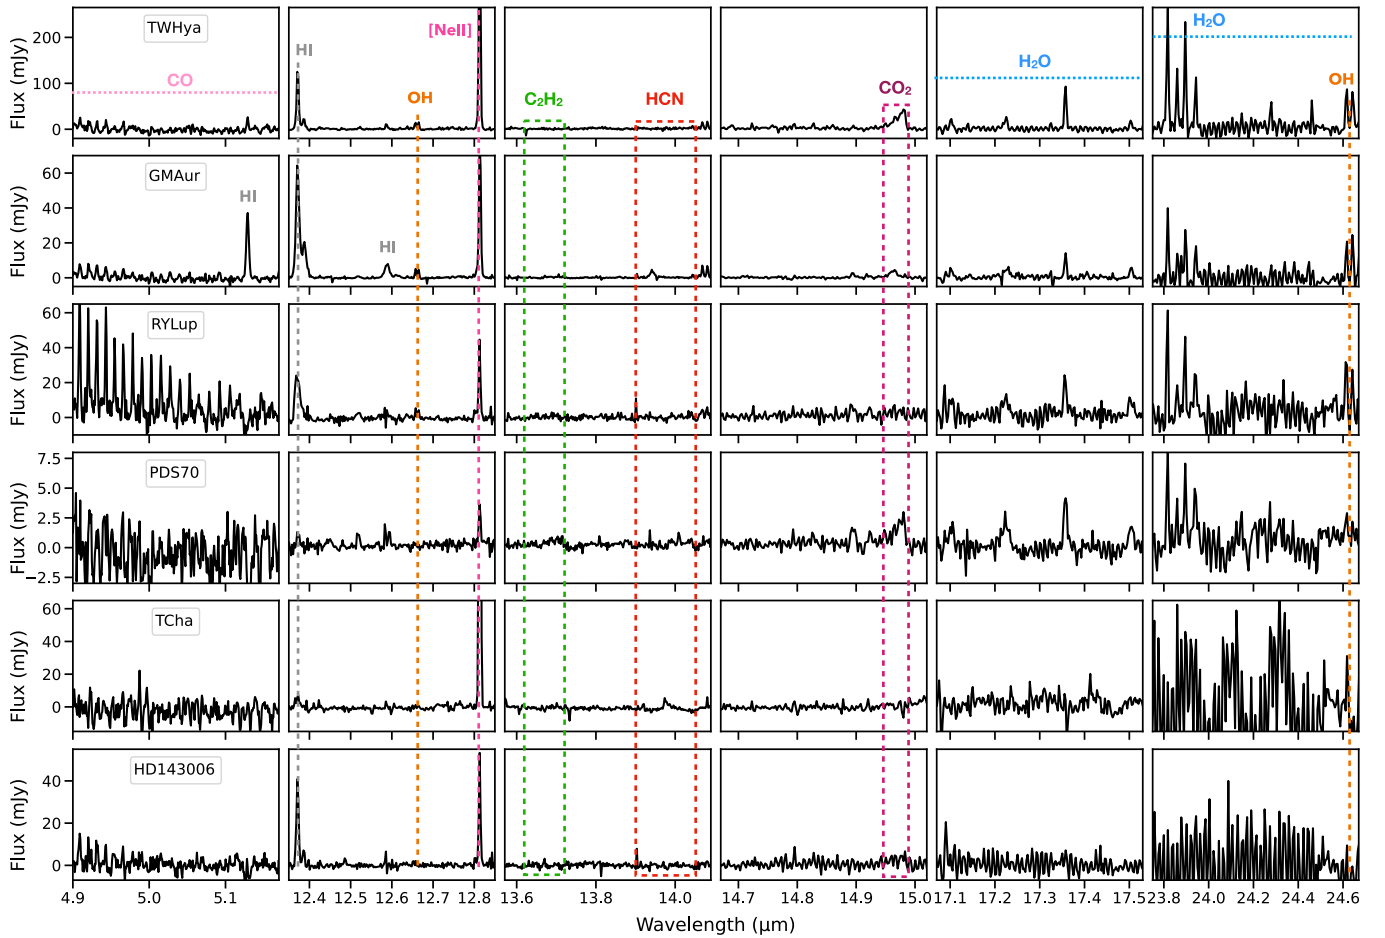 TWHya
[NeII]
HI
CO
OH
C₂H₂
HCN
CO₂
H₂O
H₂O
OH
Flux (mJy)
200
100
0
GMAur
HI
HI
Flux (mJy)
60
40
20
0
RYLup
Flux (mJy)
60
40
20
0
PDS70
Flux (mJy)
7.5
5.0
2.5
0.0
−2.5
TCha
Flux (mJy)
60
40
20
0
HD143006
Flux (mJy)
40
20
0
4.9 5.0 5.1 12.4 12.5 12.6 12.7 12.8 13.6 13.8 14.0 14.7 14.8 14.9 15.0 17.1 17.2 17.3 17.4 17.5 23.8 24.0 24.2 24.4 24.6
Wavelength (μm)